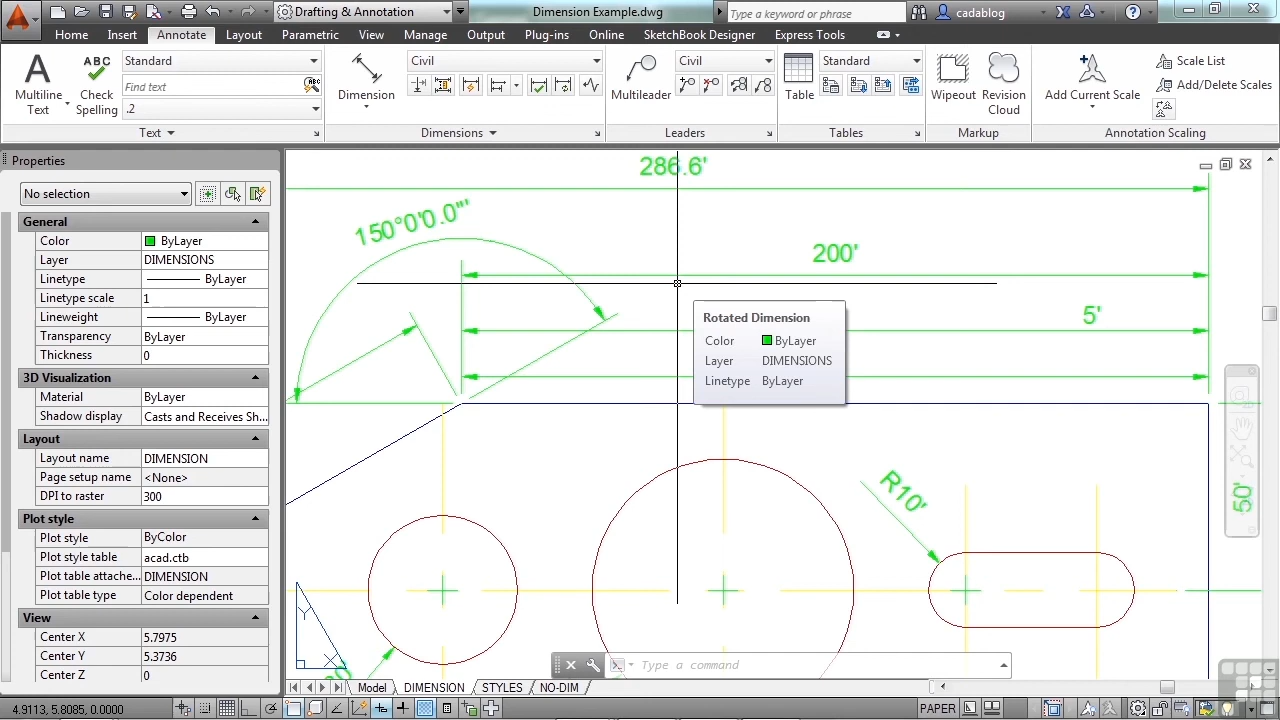 Drafting & Annotation
Dimension Example.dwg
Type a keyword or phrase
cadablog
Home Insert Annotate Layout Parametric View Manage Output Plug-ins Online SketchBook Designer Express Tools
Multiline
Text
ABC
Check
Spelling
Standard
Find text
.2
Dimension
Civil
Multileader
Civil
Table
Standard
Wipeout
Revision
Cloud
Add Current Scale
Scale List
Add/Delete Scales
Text Dimensions Leaders Tables Markup Annotation Scaling
Properties
No selection
General
Color ByLayer
Layer DIMENSIONS
Linetype ByLayer
Linetype scale 1
Lineweight ByLayer
Transparency ByLayer
Thickness 0
3D Visualization
Material ByLayer
Shadow display Casts and Receives Sh...
Layout
Layout name DIMENSION
Page setup name <None>
DPI to raster 300
Plot style
Plot style ByColor
Plot style table acad.ctb
Plot table attache... DIMENSION
Plot table type Color dependent
View
Center X 5.7975
Center Y 5.3736
Center Z 0
286.6'
150°0'0.0"'
200'
5'
Rotated Dimension
Color ByLayer
Layer DIMENSIONS
Linetype ByLayer
R10'
50'
Y
X
Type a command
Model DIMENSION STYLES NO-DIM
4.9113, 5.8085, 0.0000
PAPER